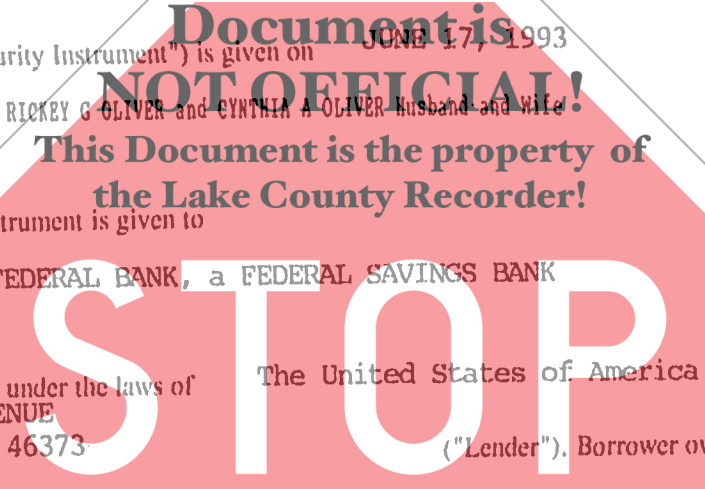 Document is
urity Instrument") is given on JUNE 17, 1993
NOT OFFICIAL!
RICKEY G OLIVER and CYNTHIA A OLIVER Husband and Wife
This Document is the property of
the Lake County Recorder!
trument is given to
FEDERAL BANK, a FEDERAL SAVINGS BANK
STOP
under the laws of The United States of America
ENUE
46373 ("Lender"). Borrower ow